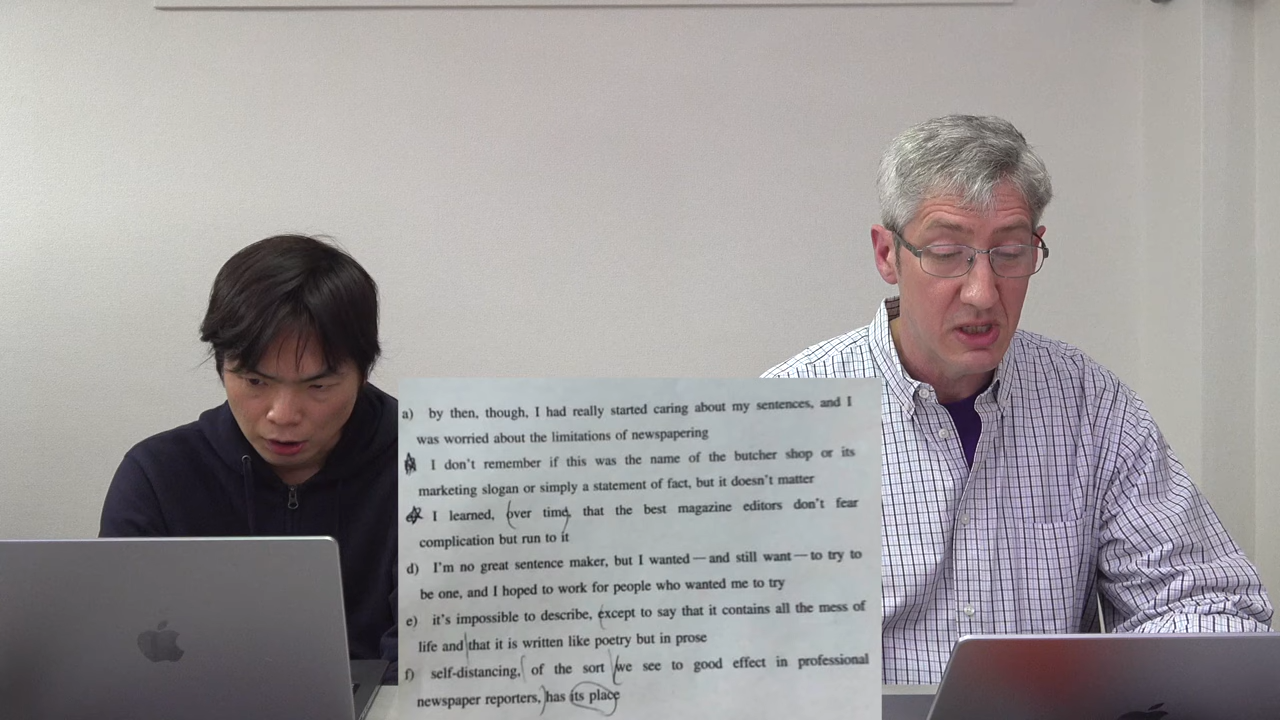 a) by then, though, I had really started caring about my sentences, and I
was worried about the limitations of newspapering
I don't remember if this was the name of the butcher shop or its
marketing slogan or simply a statement of fact, but it doesn't matter
I learned, over time, that the best magazine editors don't fear
complication but run to it
d) I'm no great sentence maker, but I wanted — and still want — to try to
be one, and I hoped to work for people who wanted me to try
e) it's impossible to describe, except to say that it contains all the mess of
life and that it is written like poetry but in prose
f) self-distancing, of the sort we see to good effect in professional
newspaper reporters, has its place